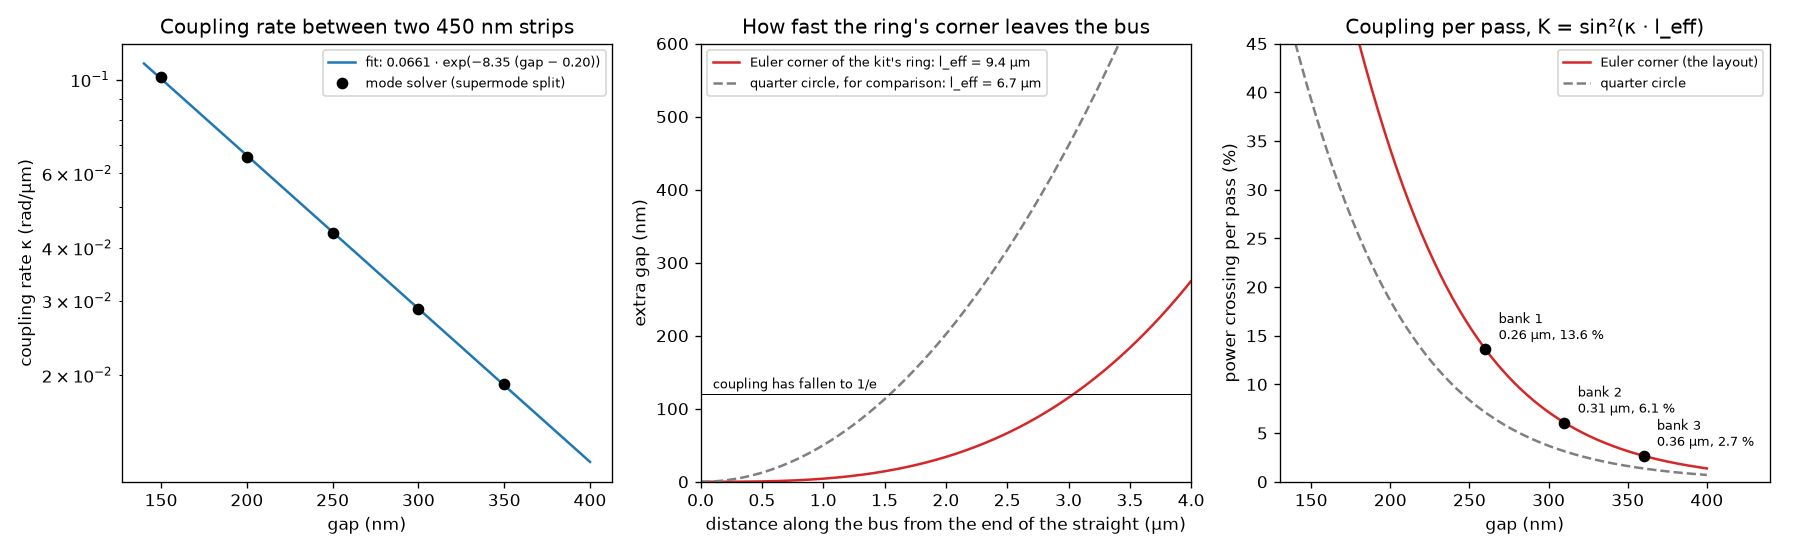 Coupling rate between two 450 nm strips
fit: 0.0661 · exp(−8.35 (gap − 0.20))
mode solver (supermode split)
coupling rate κ (rad/μm)
10⁻¹
6 × 10⁻²
4 × 10⁻²
3 × 10⁻²
2 × 10⁻²
150 200 250 300 350 400
gap (nm)
How fast the ring's corner leaves the bus
Euler corner of the kit's ring: l_eff = 9.4 μm
quarter circle, for comparison: l_eff = 6.7 μm
extra gap (nm)
600
500
400
300
200
100
0
coupling has fallen to 1/e
0.0 0.5 1.0 1.5 2.0 2.5 3.0 3.5 4.0
distance along the bus from the end of the straight (μm)
Coupling per pass, K = sin²(κ · l_eff)
Euler corner (the layout)
quarter circle
power crossing per pass (%)
45
40
35
30
25
20
15
10
5
0
bank 1
0.26 μm, 13.6 %
bank 2
0.31 μm, 6.1 %
bank 3
0.36 μm, 2.7 %
150 200 250 300 350 400
gap (nm)